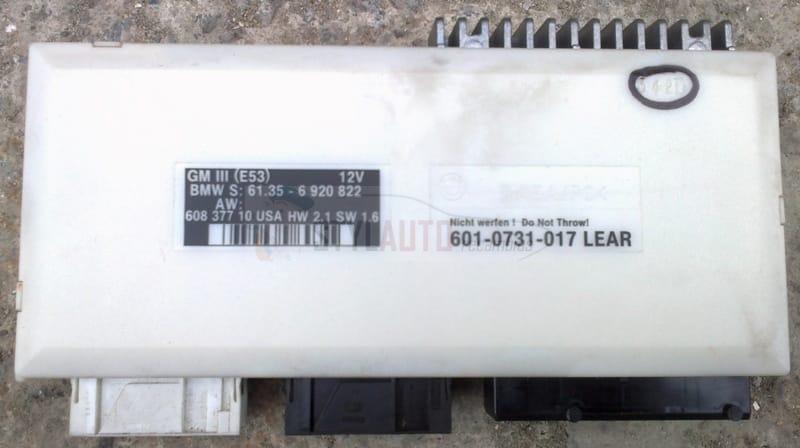 GM III (E53) 12V
BMW S: 61.35 - 6 920 822
AW:
608 377 10 USA HW 2.1 SW 1.6
Nicht werfen ! Do Not Throw!
601-0731-017 LEAR
STYLAUTO